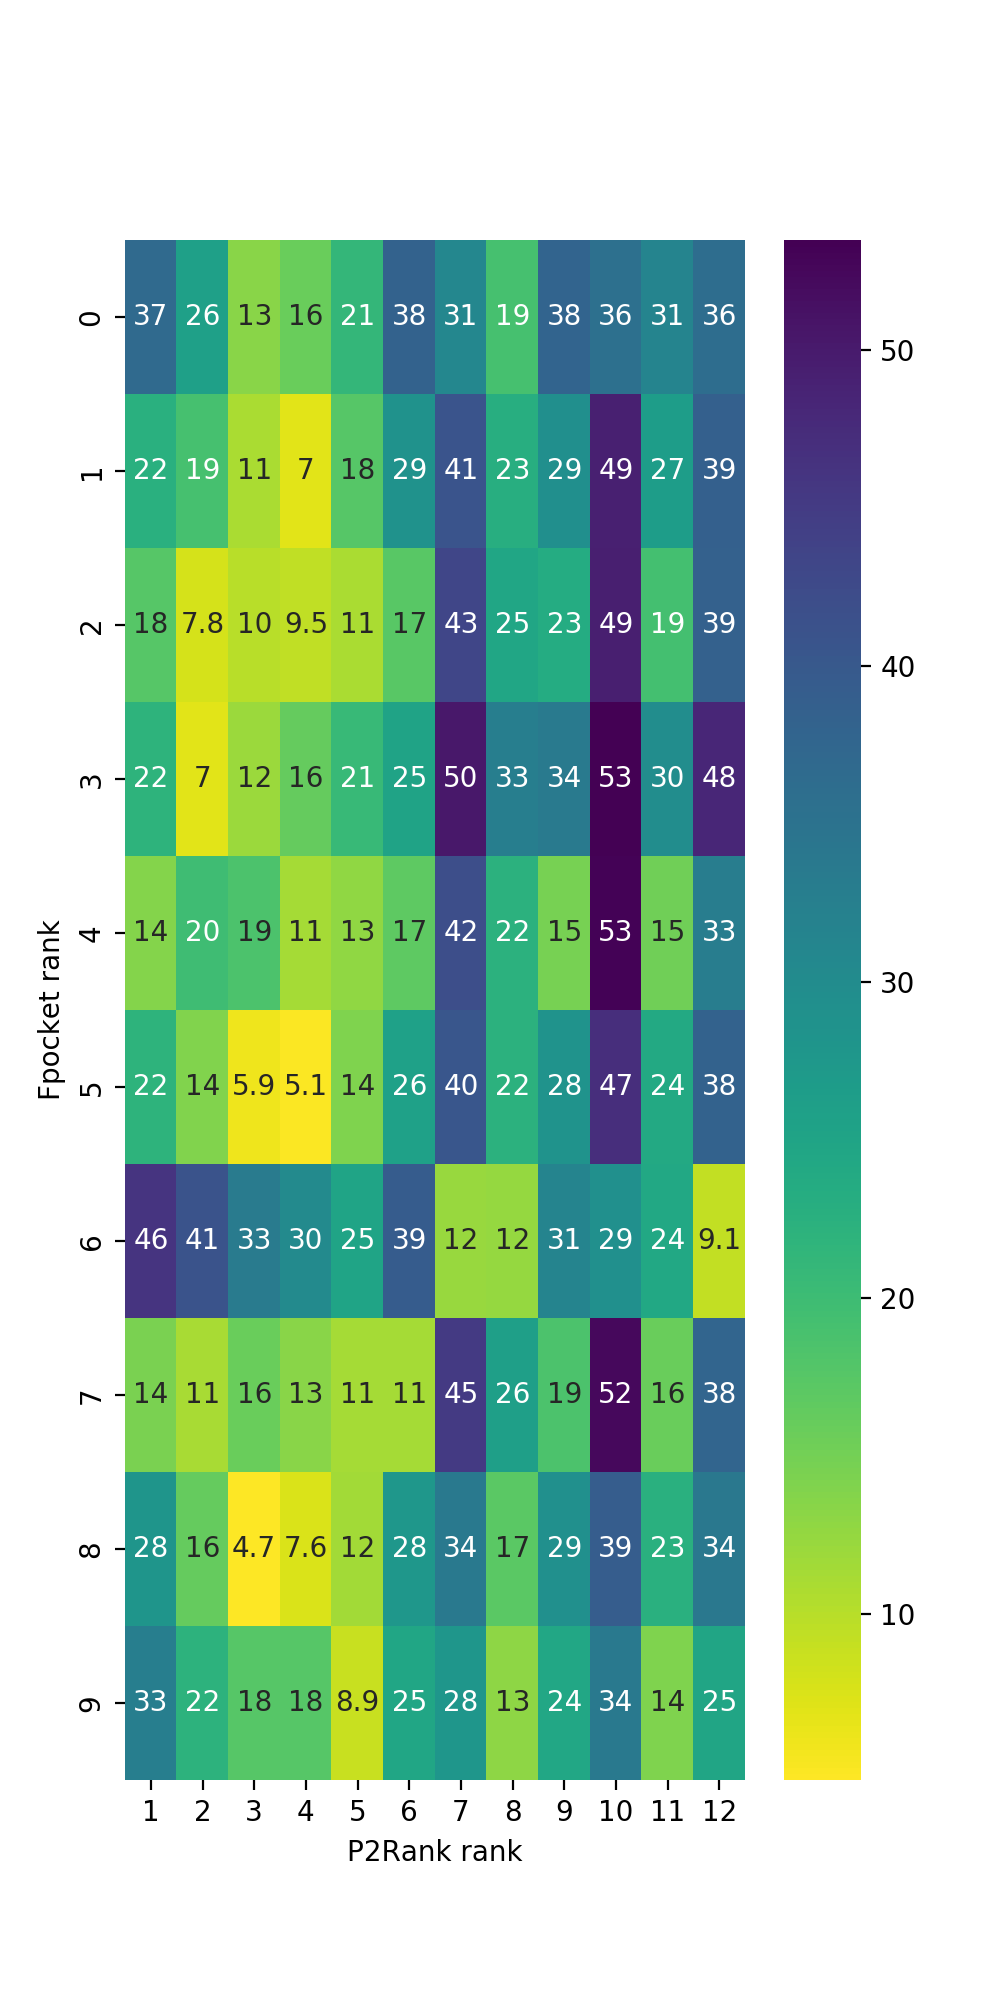 0 37 26 13 16 21 38 31 19 38 36 31 36
50
1 22 19 11 7 18 29 41 23 29 49 27 39
2 18 7.8 10 9.5 11 17 43 25 23 49 19 39
40
3 22 7 12 16 21 25 50 33 34 53 30 48
4 14 20 19 11 13 17 42 22 15 53 15 33
30
Fpocket rank
5 22 14 5.9 5.1 14 26 40 22 28 47 24 38
6 46 41 33 30 25 39 12 12 31 29 24 9.1
20
7 14 11 16 13 11 11 45 26 19 52 16 38
8 28 16 4.7 7.6 12 28 34 17 29 39 23 34
10
9 33 22 18 18 8.9 25 28 13 24 34 14 25
1 2 3 4 5 6 7 8 9 10 11 12
P2Rank rank